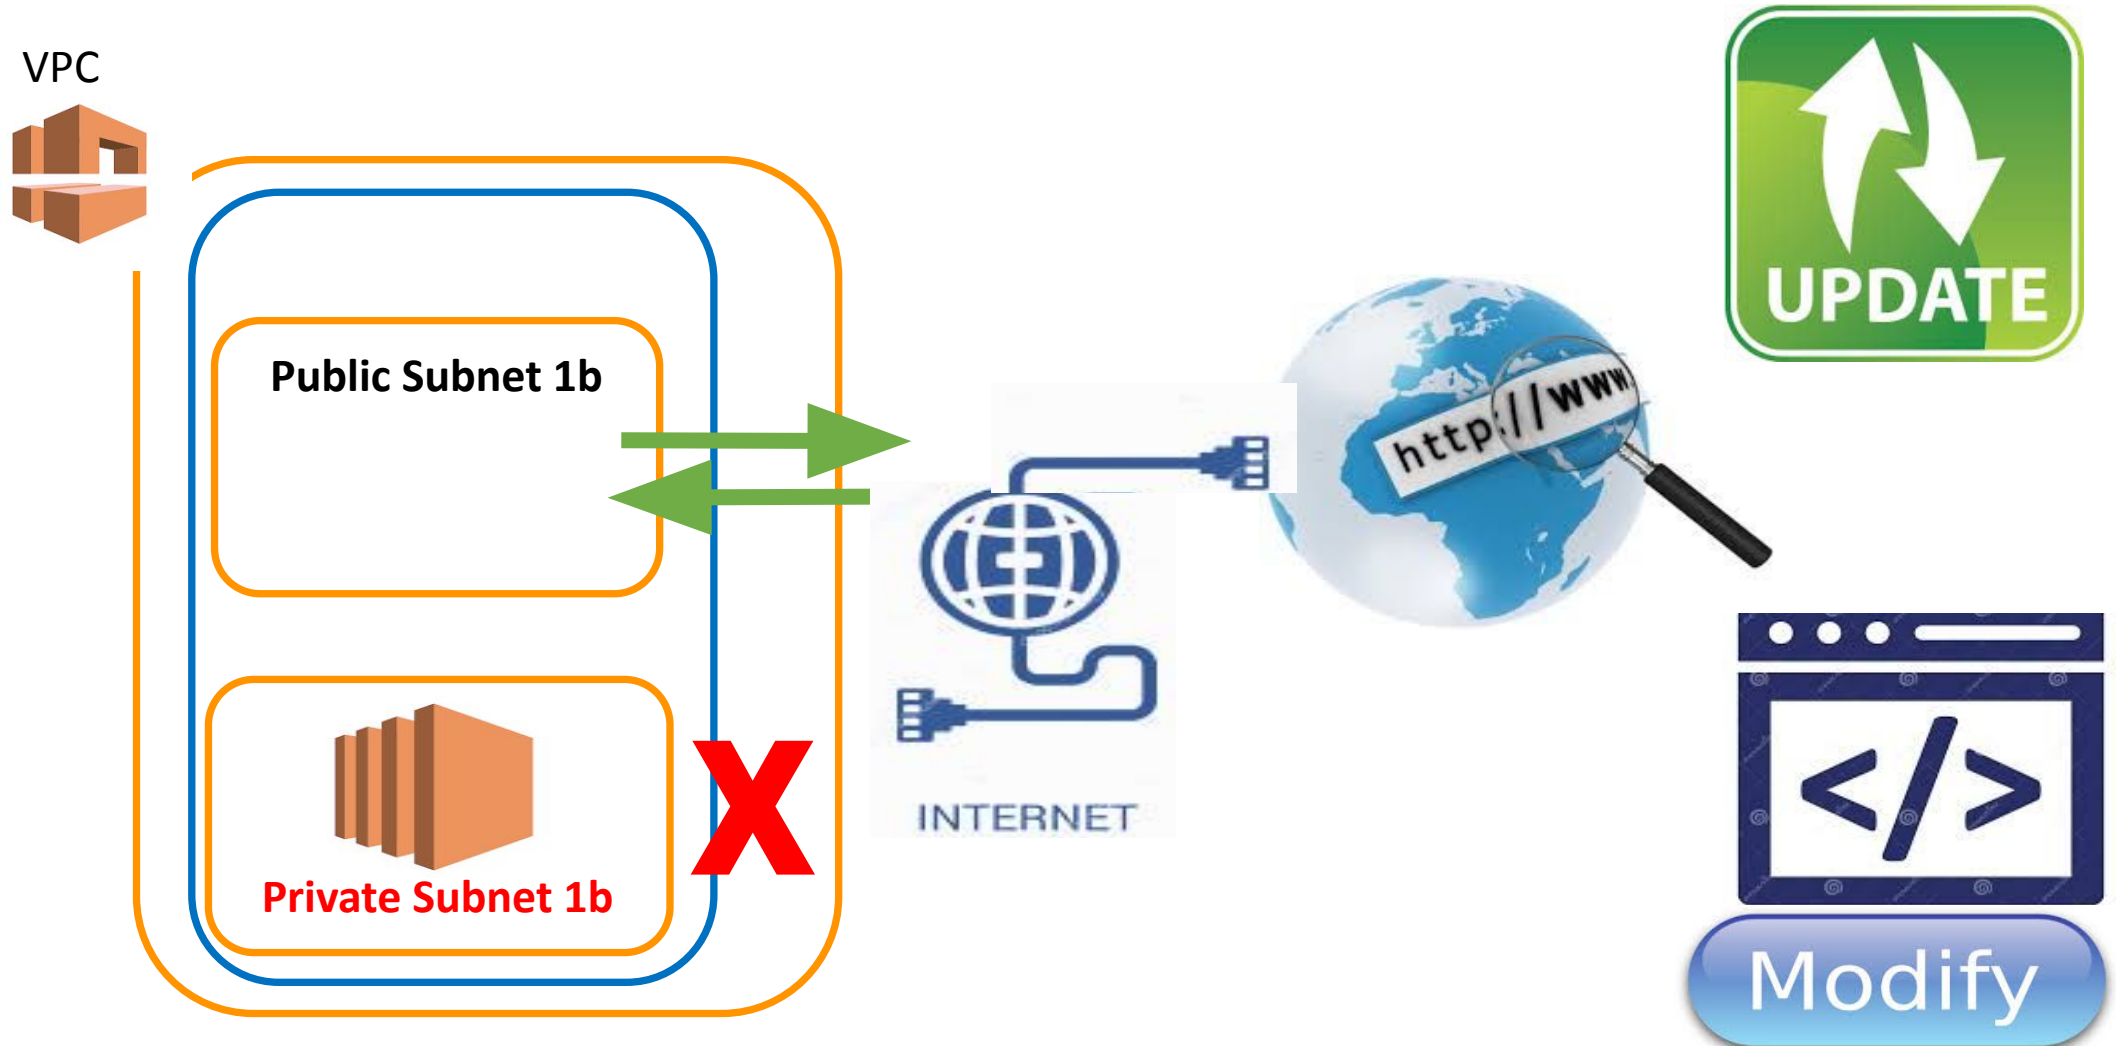 VPC
UPDATE
Public Subnet 1b
http://www.
INTERNET
X
Private Subnet 1b
</>
Modify